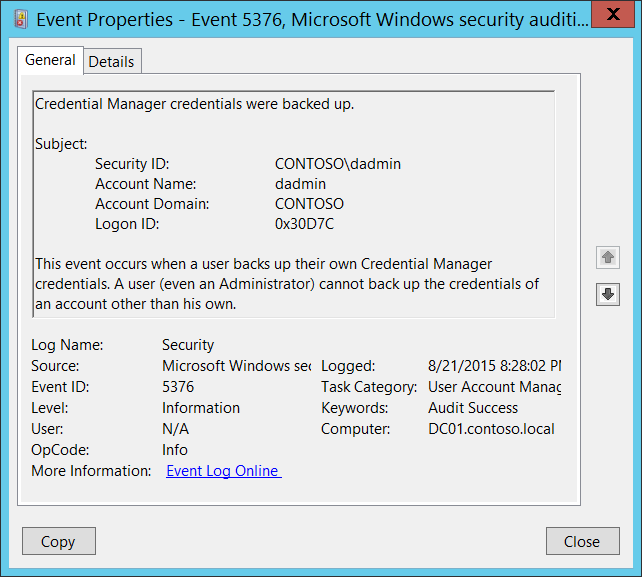 Event Properties - Event 5376, Microsoft Windows security auditi...
X
General
Details
Credential Manager credentials were backed up.
Subject:
Security ID: CONTOSO\dadmin
Account Name: dadmin
Account Domain: CONTOSO
Logon ID: 0x30D7C
This event occurs when a user backs up their own Credential Manager
credentials. A user (even an Administrator) cannot back up the credentials of
an account other than his own.
Log Name: Security
Source: Microsoft Windows sec Logged: 8/21/2015 8:28:02 PM
Event ID: 5376 Task Category: User Account Manag
Level: Information Keywords: Audit Success
User: N/A Computer: DC01.contoso.local
OpCode: Info
More Information: Event Log Online
Copy
Close